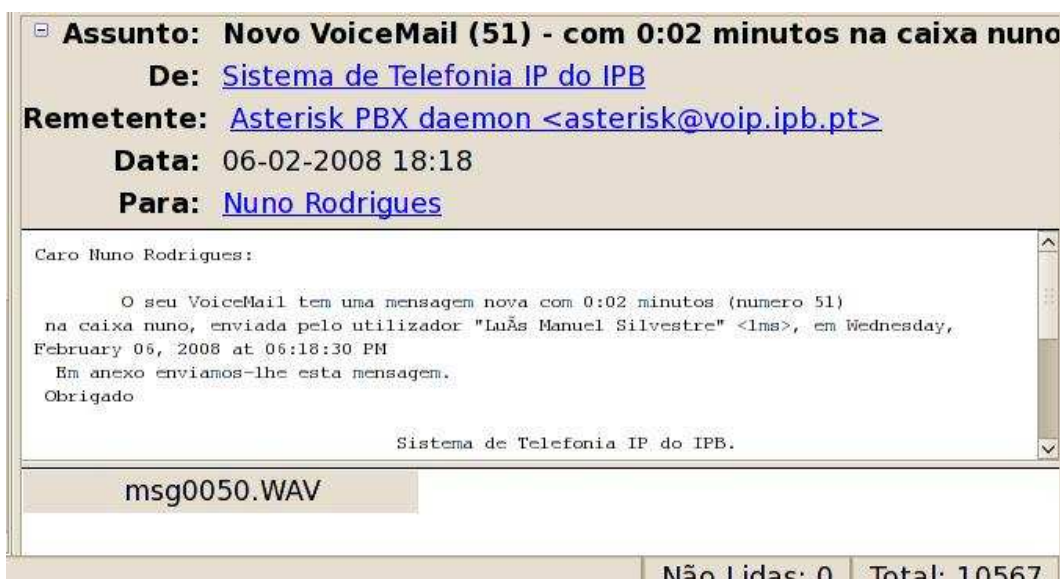 Assunto: Novo VoiceMail (51) - com 0:02 minutos na caixa nuno
De: Sistema de Telefonia IP do IPB
Remetente: Asterisk PBX daemon <asterisk@voip.ipb.pt>
Data: 06-02-2008 18:18
Para: Nuno Rodrigues
Caro Nuno Rodrigues:
O seu VoiceMail tem uma mensagem nova com 0:02 minutos (numero 51)
na caixa nuno, enviada pelo utilizador "LuÃs Manuel Silvestre" <lms>, em Wednesday,
February 06, 2008 at 06:18:30 PM
Em anexo enviamos-lhe esta mensagem.
Obrigado
Sistema de Telefonia IP do IPB.
msg0050.WAV
Não Lidas: 0 Total: 10567